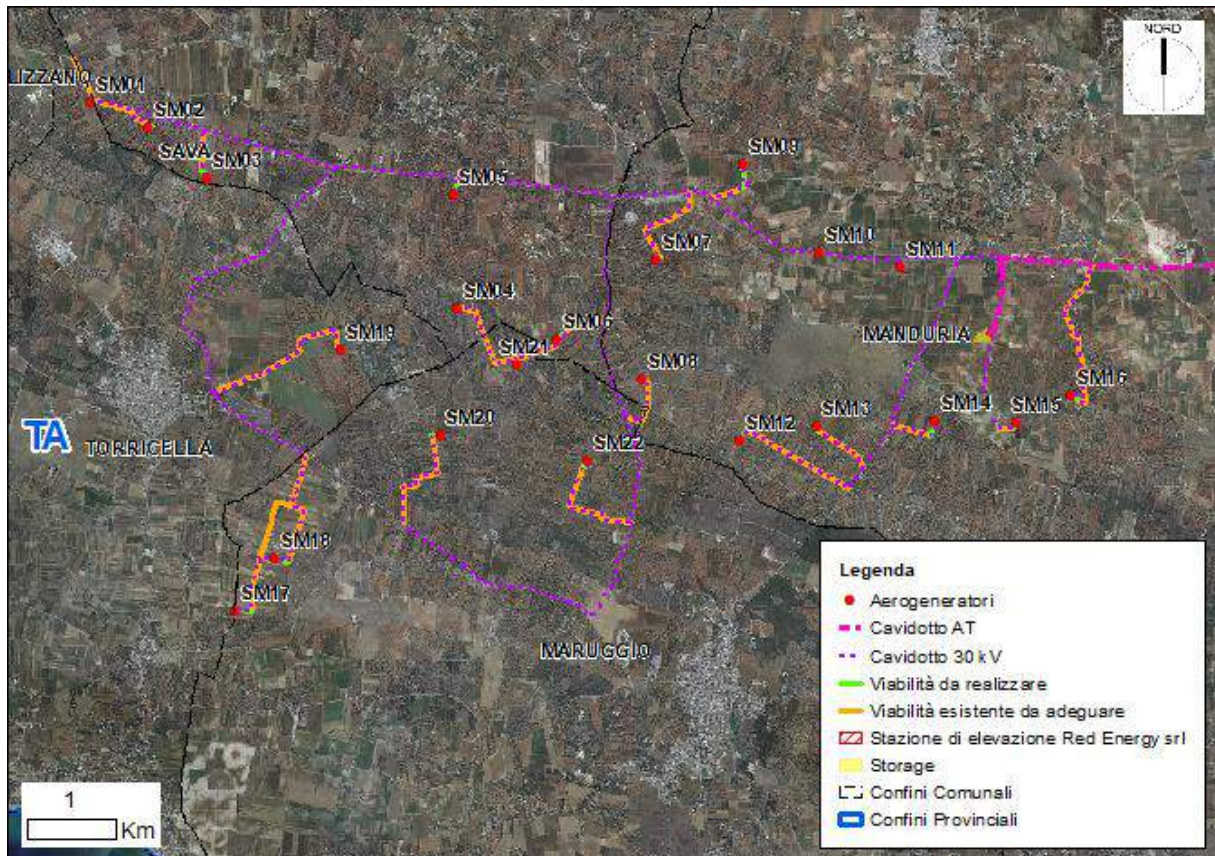 NORD
LIZZANO
SM01
SM02
SAVA
SM03
SM05
SM09
SM07
SM10
SM11
SM04
SM06
SM19
SM21
SM08
MANDURIA
SM16
SM20
SM12
SM13
SM14
SM15
TA
TORRICELLA
SM22
SM18
SM17
MARUGGIO
Legenda
Aerogeneratori
Cavidotto AT
Cavidotto 30 kV
Viabilità da realizzare
Viabilità esistente da adeguare
Stazione di elevazione Red Energy srl
Storage
Confini Comunali
Confini Provinciali
1
Km